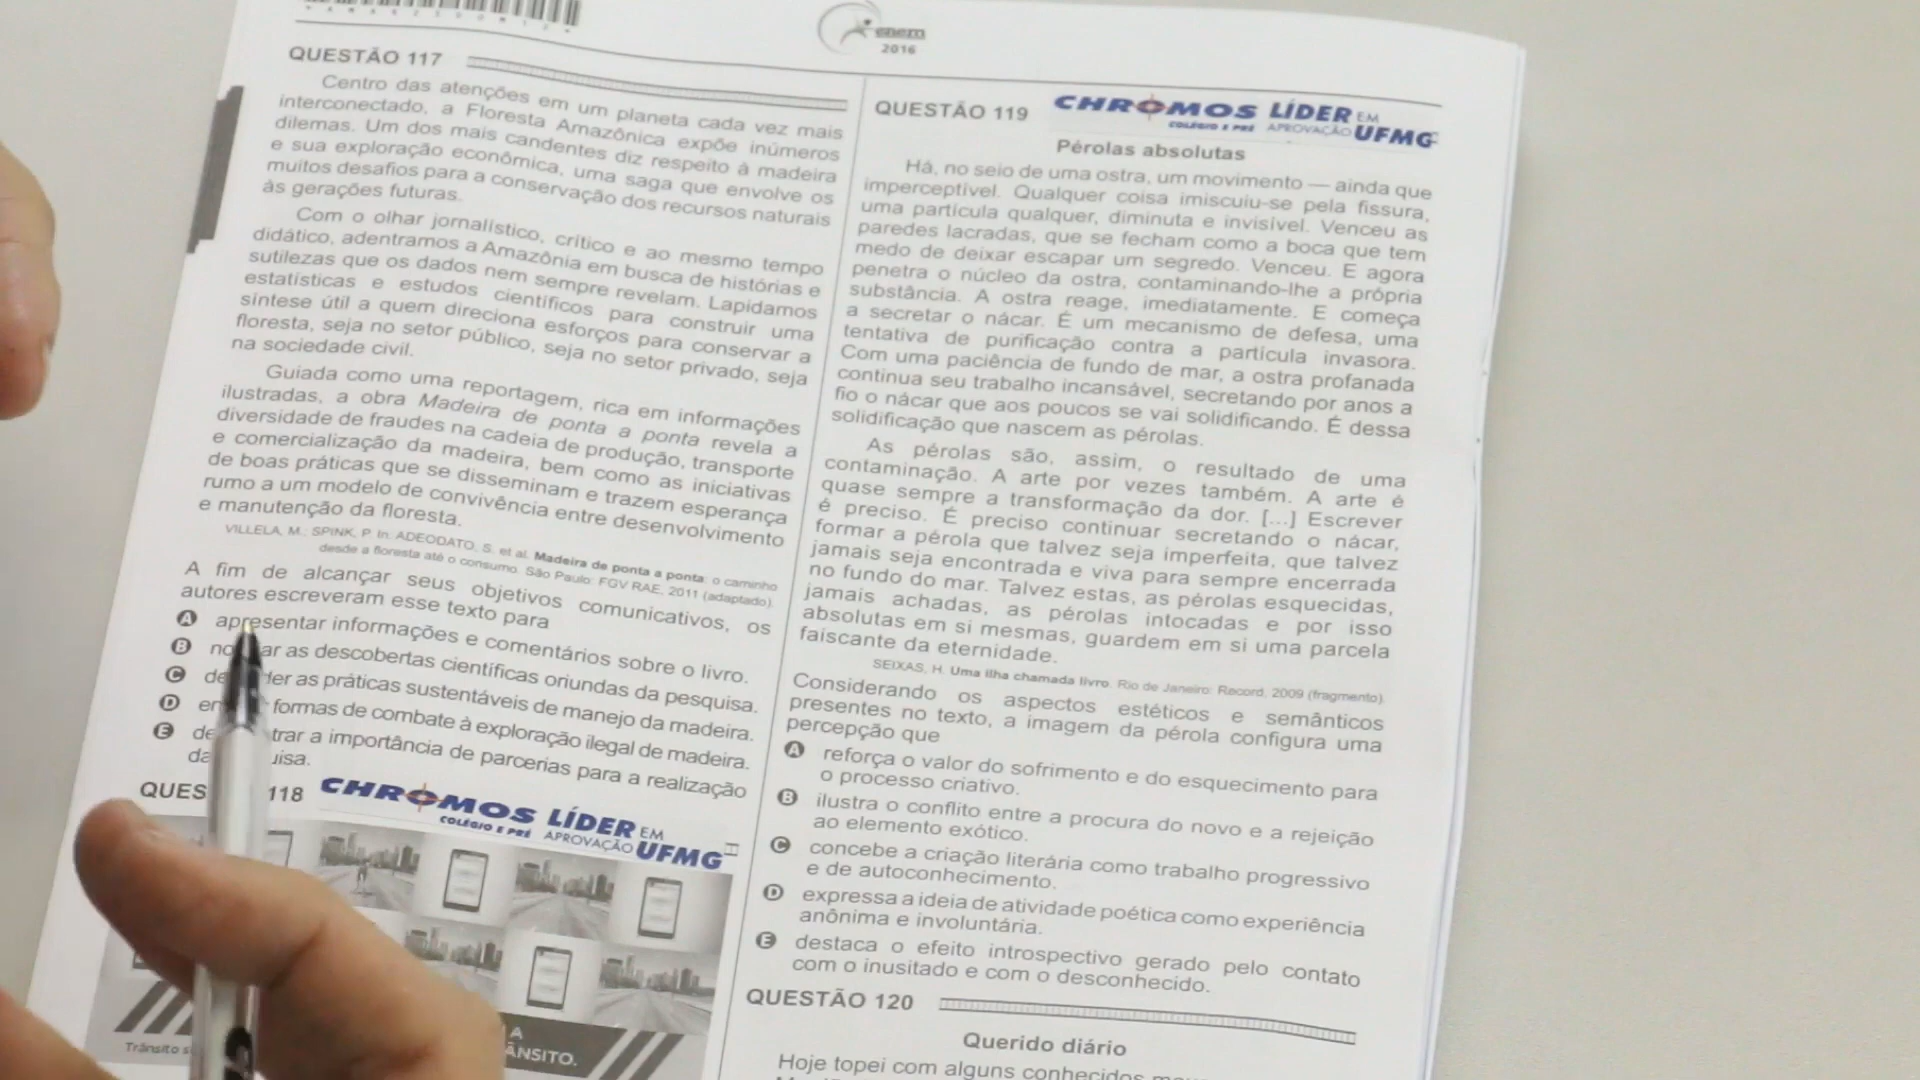 enem
2016
QUESTÃO 117
Centro das atenções em um planeta cada vez mais
interconectado, a Floresta Amazônica expõe inúmeros
dilemas. Um dos mais candentes diz respeito à madeira
e sua exploração econômica, uma saga que envolve os
muitos desafios para a conservação dos recursos naturais
às gerações futuras.
Com o olhar jornalístico, crítico e ao mesmo tempo
didático, adentramos a Amazônia em busca de histórias e
sutilezas que os dados nem sempre revelam. Lapidamos
estatísticas e estudos científicos para construir uma
síntese útil a quem direciona esforços para conservar a
floresta, seja no setor público, seja no setor privado, seja
na sociedade civil.
Guiada como uma reportagem, rica em informações
ilustradas, a obra Madeira de ponta a ponta revela a
diversidade de fraudes na cadeia de produção, transporte
e comercialização da madeira, bem como as iniciativas
de boas práticas que se disseminam e trazem esperança
rumo a um modelo de convivência entre desenvolvimento
e manutenção da floresta.
VILLELA, M.; SPINK, P. In: ADEODATO, S. et al. Madeira de ponta a ponta: o caminho
desde a floresta até o consumo. São Paulo: FGV RAE, 2011 (adaptado).
A fim de alcançar seus objetivos comunicativos, os
autores escreveram esse texto para
A apresentar informações e comentários sobre o livro.
B as descobertas científicas oriundas da pesquisa.
C as práticas sustentáveis de manejo da madeira.
D formas de combate à exploração ilegal de madeira.
E a importância de parcerias para a realização
QUESTÃO 118
CHROMOS LÍDER EM
COLÉGIO E PRÉ APROVAÇÃO UFMG
A
TRÂNSITO.
Trânsito
QUESTÃO 119
CHROMOS LÍDER EM
COLÉGIO E PRÉ APROVAÇÃO UFMG
Pérolas absolutas
Há, no seio de uma ostra, um movimento — ainda que
imperceptível. Qualquer coisa imiscuiu-se pela fissura,
uma partícula qualquer, diminuta e invisível. Venceu as
paredes lacradas, que se fecham como a boca que tem
medo de deixar escapar um segredo. Venceu. E agora
penetra o núcleo da ostra, contaminando-lhe a própria
substância. A ostra reage, imediatamente. E começa
a secretar o nácar. É um mecanismo de defesa, uma
tentativa de purificação contra a partícula invasora.
Com uma paciência de fundo de mar, a ostra profanada
continua seu trabalho incansável, secretando por anos a
fio o nácar que aos poucos se vai solidificando. É dessa
solidificação que nascem as pérolas.
As pérolas são, assim, o resultado de uma
contaminação. A arte por vezes também. A arte é
quase sempre a transformação da dor. [...] Escrever
é preciso. É preciso continuar secretando o nácar,
formar a pérola que talvez seja imperfeita, que talvez
jamais seja encontrada e viva para sempre encerrada
no fundo do mar. Talvez estas, as pérolas esquecidas,
jamais achadas, as pérolas intocadas e por isso
absolutas em si mesmas, guardem em si uma parcela
faiscante da eternidade.
SEIXAS, H. Uma ilha chamada livro. Rio de Janeiro: Record, 2009 (fragmento).
Considerando os aspectos estéticos e semânticos
presentes no texto, a imagem da pérola configura uma
percepção que
A reforça o valor do sofrimento e do esquecimento para
o processo criativo.
B ilustra o conflito entre a procura do novo e a rejeição
ao elemento exótico.
C concebe a criação literária como trabalho progressivo
e de autoconhecimento.
D expressa a ideia de atividade poética como experiência
anônima e involuntária.
E destaca o efeito introspectivo gerado pelo contato
com o inusitado e com o desconhecido.
QUESTÃO 120
Querido diário
Hoje topei com alguns conhecidos